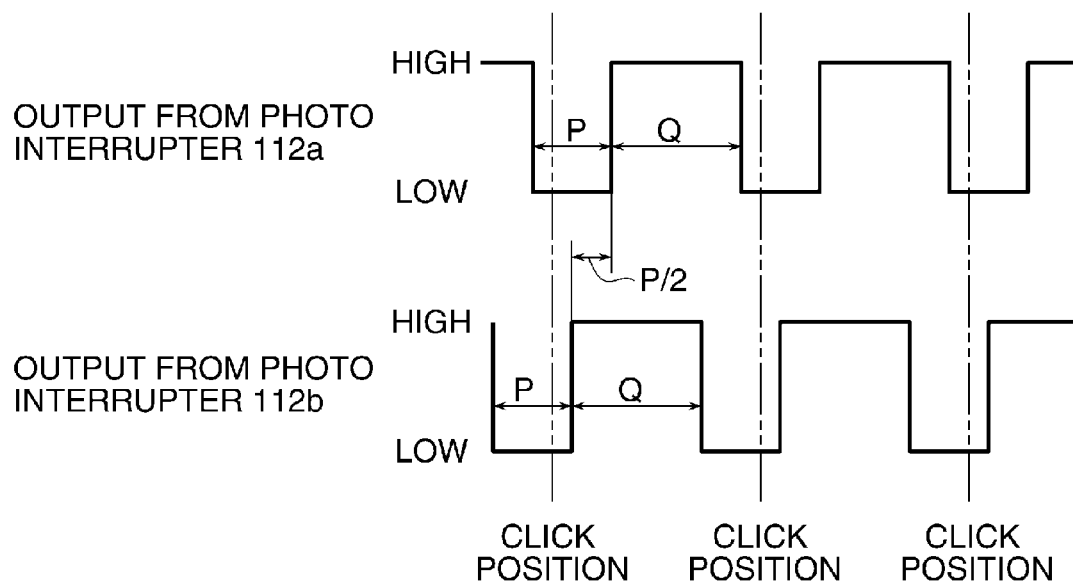 HIGH
OUTPUT FROM PHOTO
INTERRUPTER 112a
P
Q
LOW
P/2
HIGH
OUTPUT FROM PHOTO
INTERRUPTER 112b
P
Q
LOW
CLICK
POSITION
CLICK
POSITION
CLICK
POSITION